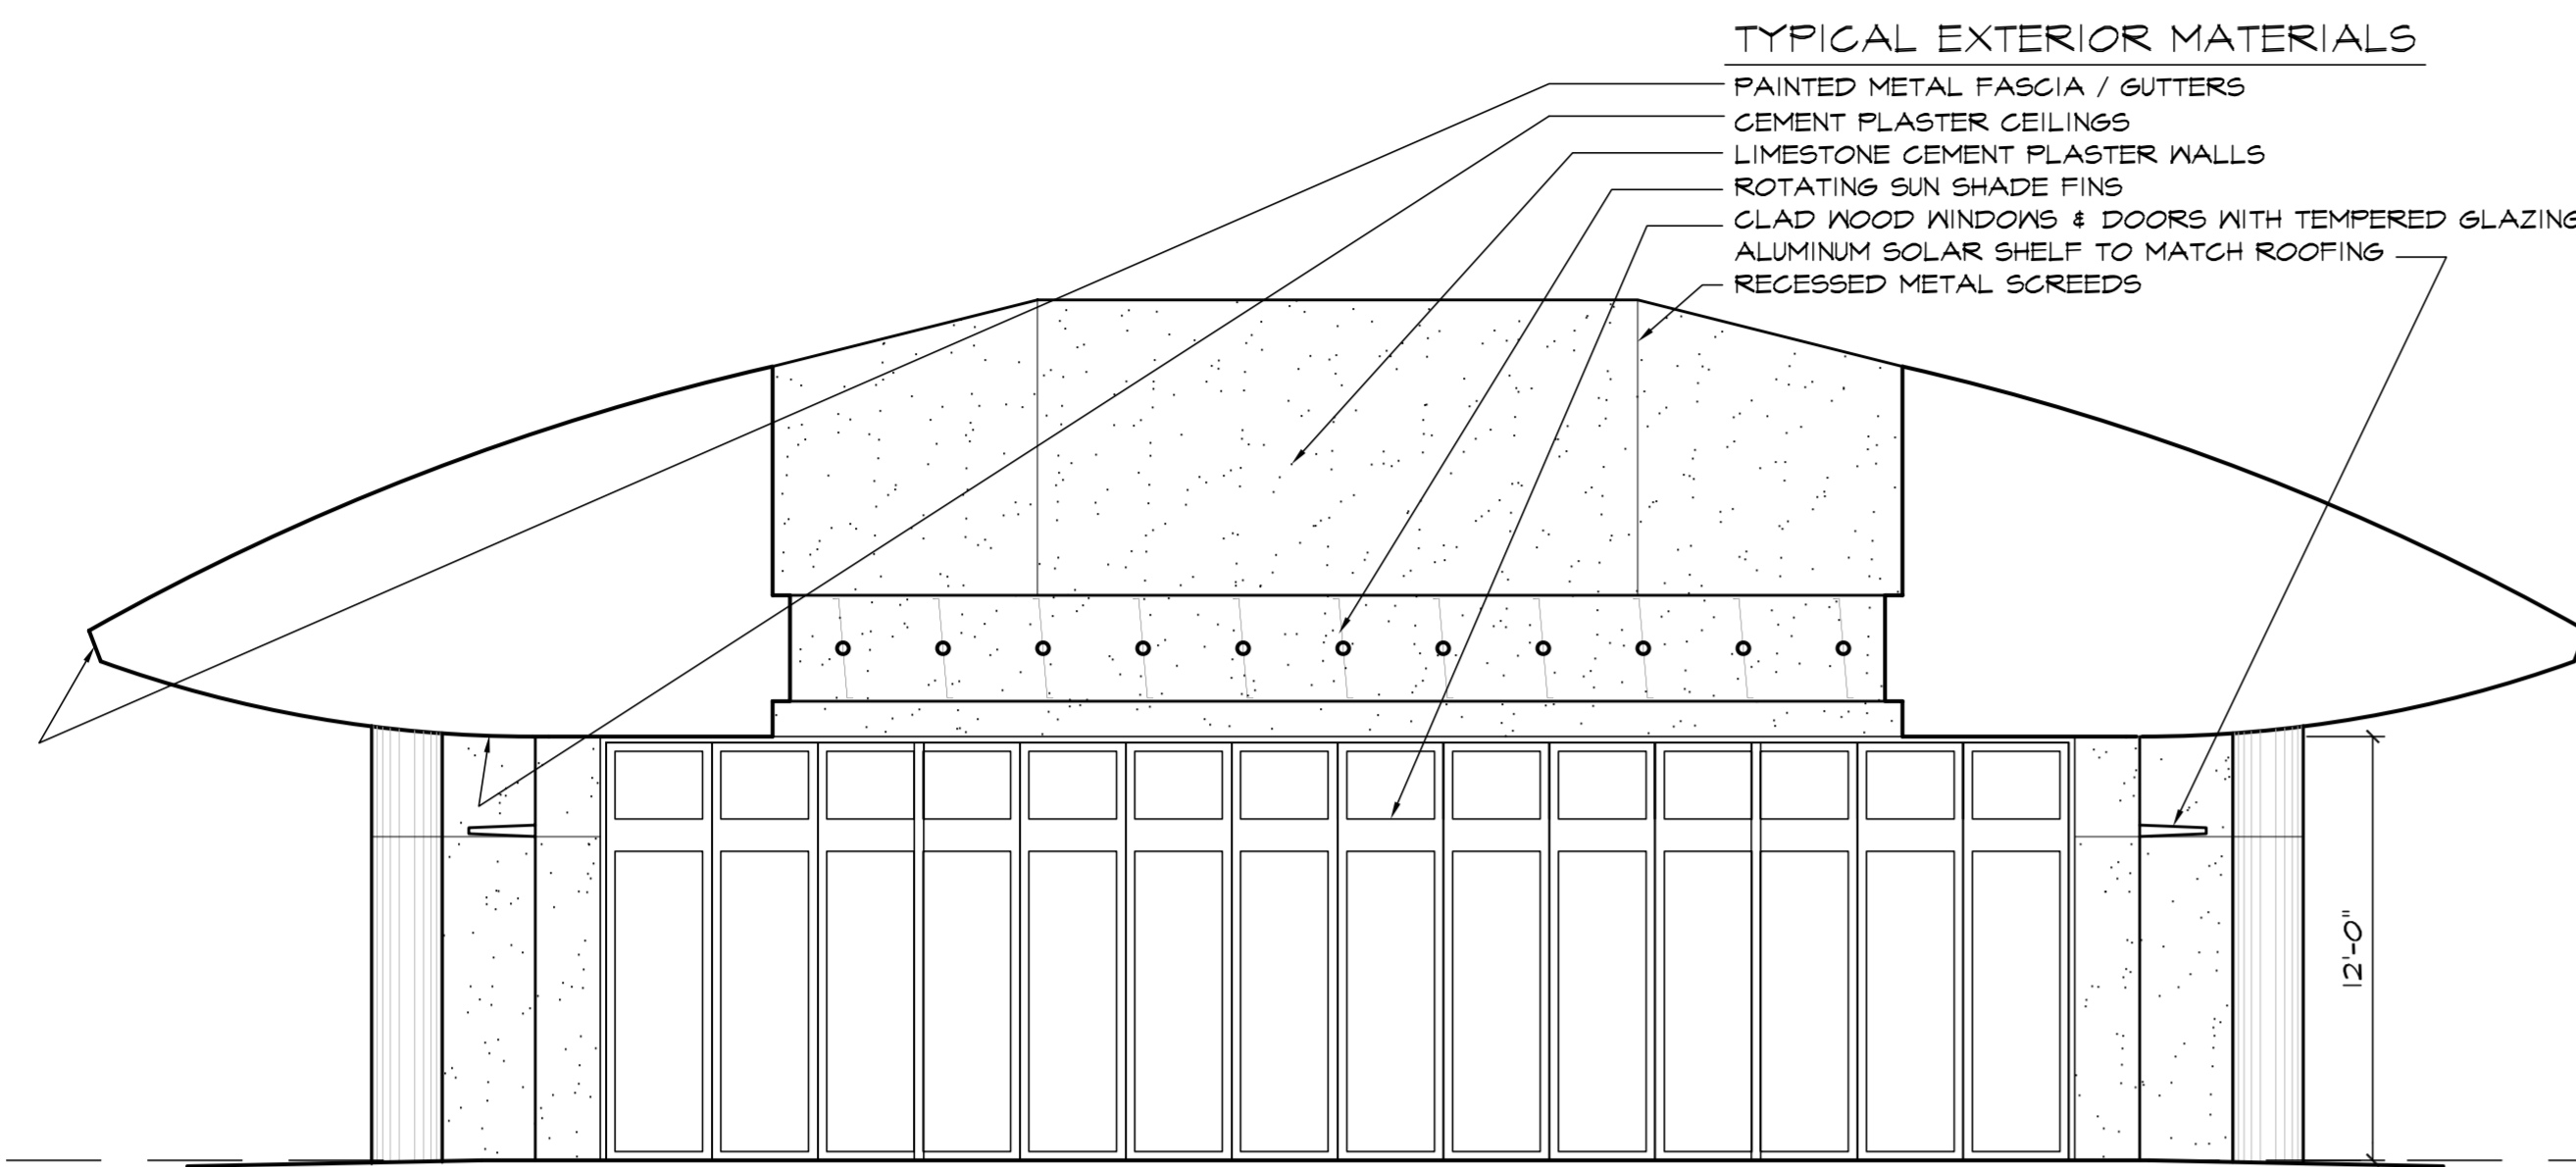 TYPICAL EXTERIOR MATERIALS
PAINTED METAL FASCIA / GUTTERS
CEMENT PLASTER CEILINGS
LIMESTONE CEMENT PLASTER WALLS
ROTATING SUN SHADE FINS
CLAD WOOD WINDOWS & DOORS WITH TEMPERED GLAZING
ALUMINUM SOLAR SHELF TO MATCH ROOFING
RECESSED METAL SCREEDS
12'-0"